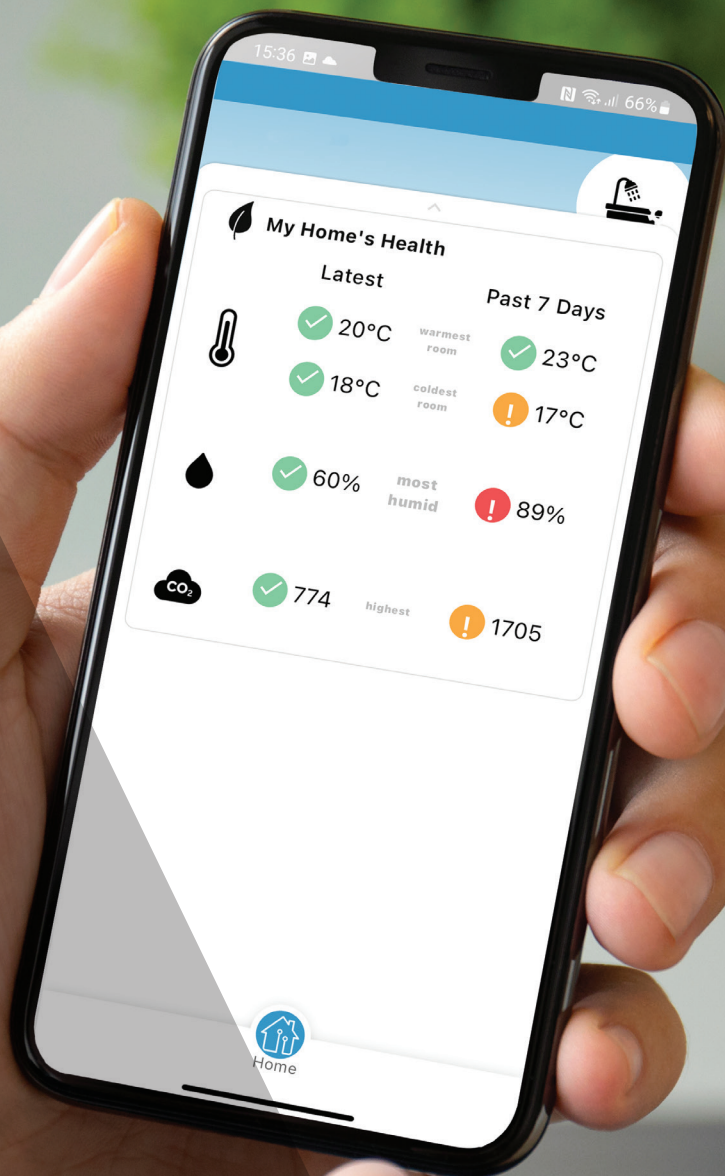 15:36
66%
My Home's Health
Latest Past 7 Days
20°C warmest room 23°C
18°C coldest room 17°C
60% most humid 89%
CO₂ 774 highest 1705
Home